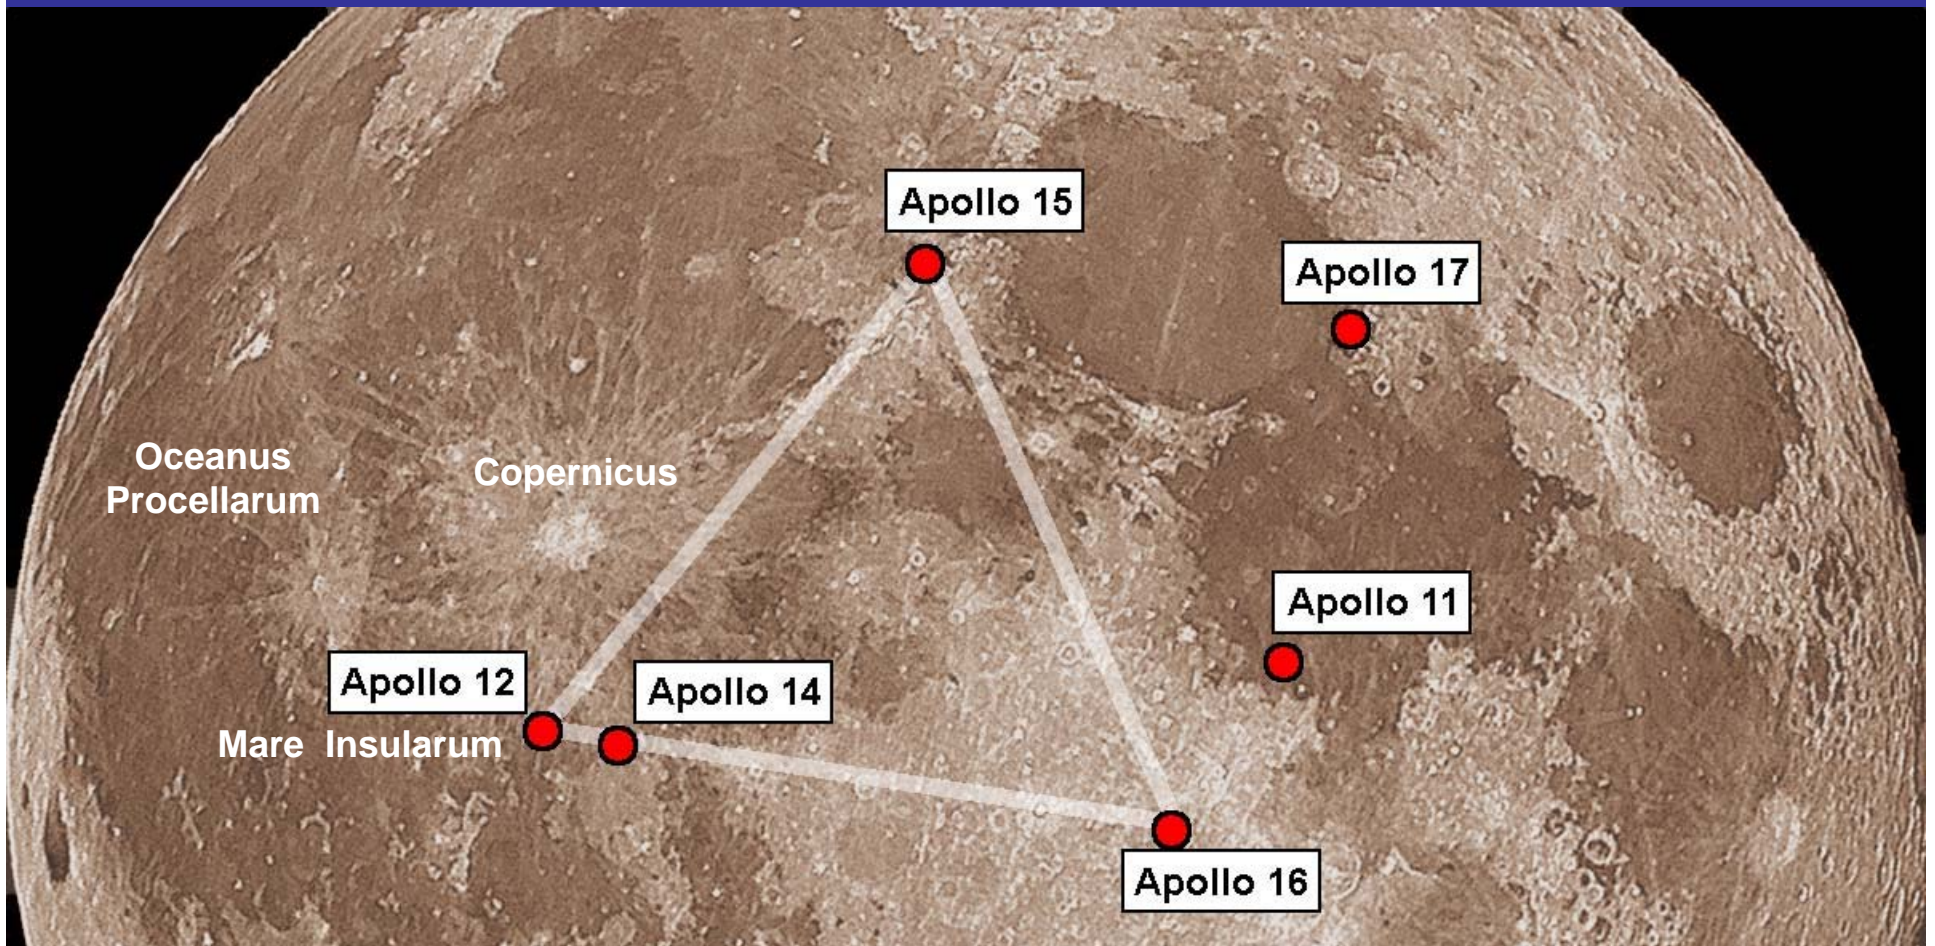 Apollo 15
Apollo 17
Oceanus
Procellarum
Copernicus
Apollo 11
Apollo 12
Apollo 14
Mare Insularum
Apollo 16